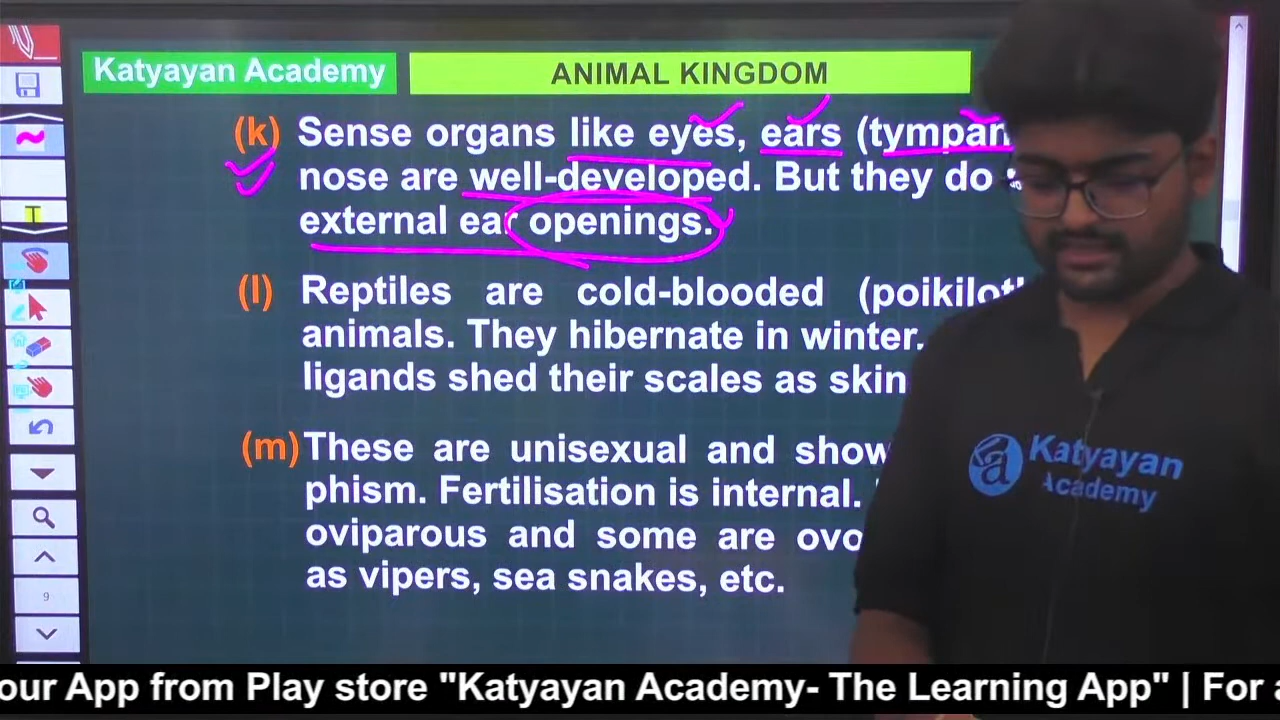 Katyayan Academy
ANIMAL KINGDOM
(k) Sense organs like eyes, ears
nose are well-developed. But they do
external ear openings.
(l) Reptiles are cold-blooded
animals. They hibernate in winter.
ligands shed their scales as skin
(m) These are unisexual and show
phism. Fertilisation is internal.
oviparous and some are
as vipers, sea snakes, etc.
9
Katyayan
Academy
our App from Play store "Katyayan Academy- The Learning App" | For